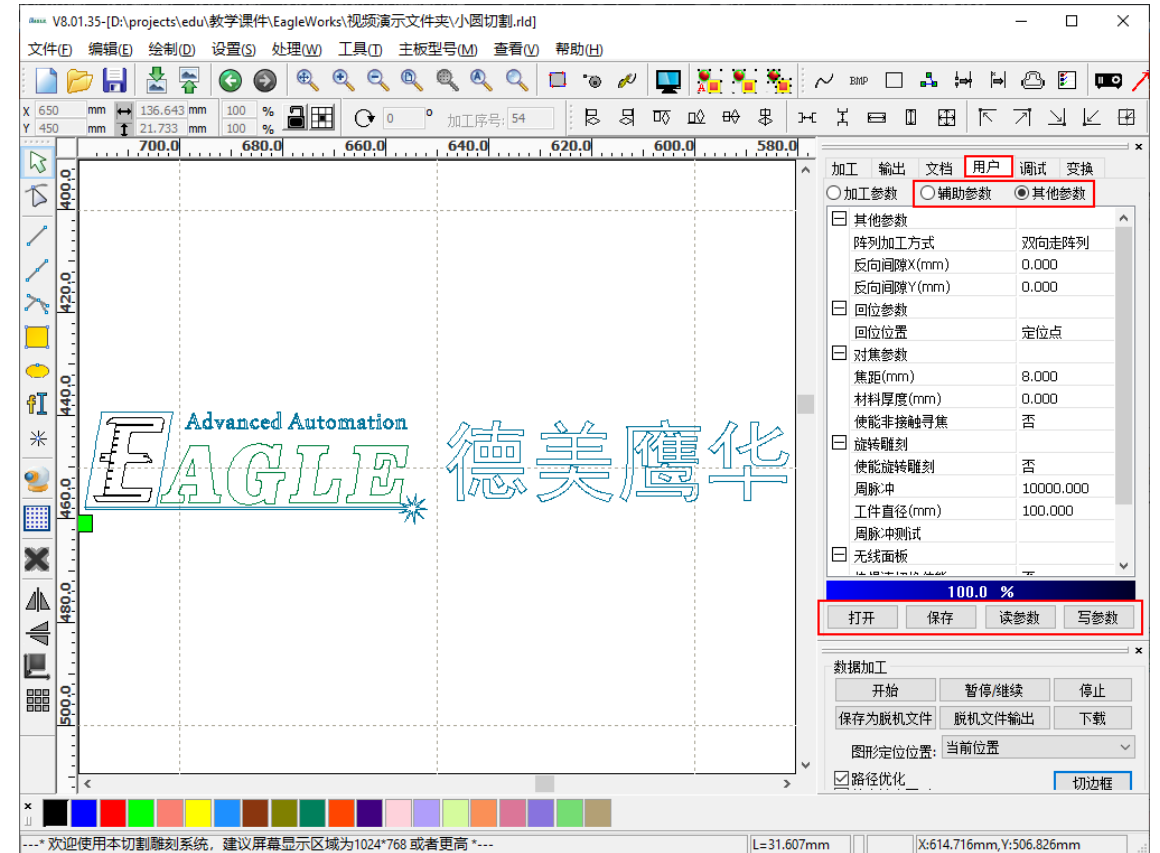 V8.01.35-[D:\projects\edu\教学课件\EagleWorks\视频演示文件夹\小圆切割.rld]
文件(F) 编辑(E) 绘制(D) 设置(S) 处理(W) 工具(T) 主板型号(M) 查看(V) 帮助(H)
BMP
X 650 mm 136.643 mm 100 %
Y 450 mm 21.733 mm 100 %
0 ° 加工序号: 54
700.0 680.0 660.0 640.0 620.0 600.0 580.0
400.0
420.0
440.0
460.0
480.0
500.0
Advanced Automation
EAGLE 德美鹰华
加工 输出 文档 用户 调试 变换
加工参数 辅助参数 其他参数
其他参数
阵列加工方式 双向走阵列
反向间隙X(mm) 0.000
反向间隙Y(mm) 0.000
回位参数
回位位置 定位点
对焦参数
焦距(mm) 8.000
材料厚度(mm) 0.000
使能非接触寻焦 否
旋转雕刻
使能旋转雕刻 否
周脉冲 10000.000
工件直径(mm) 100.000
周脉冲测试
无线面板
100.0 %
打开 保存 读参数 写参数
数据加工
开始 暂停/继续 停止
保存为脱机文件 脱机文件输出 下载
图形定位位置: 当前位置
路径优化
切边框
---* 欢迎使用本切割雕刻系统，建议屏幕显示区域为1024*768 或者更高 *---
L=31.607mm
X:614.716mm,Y:506.826mm